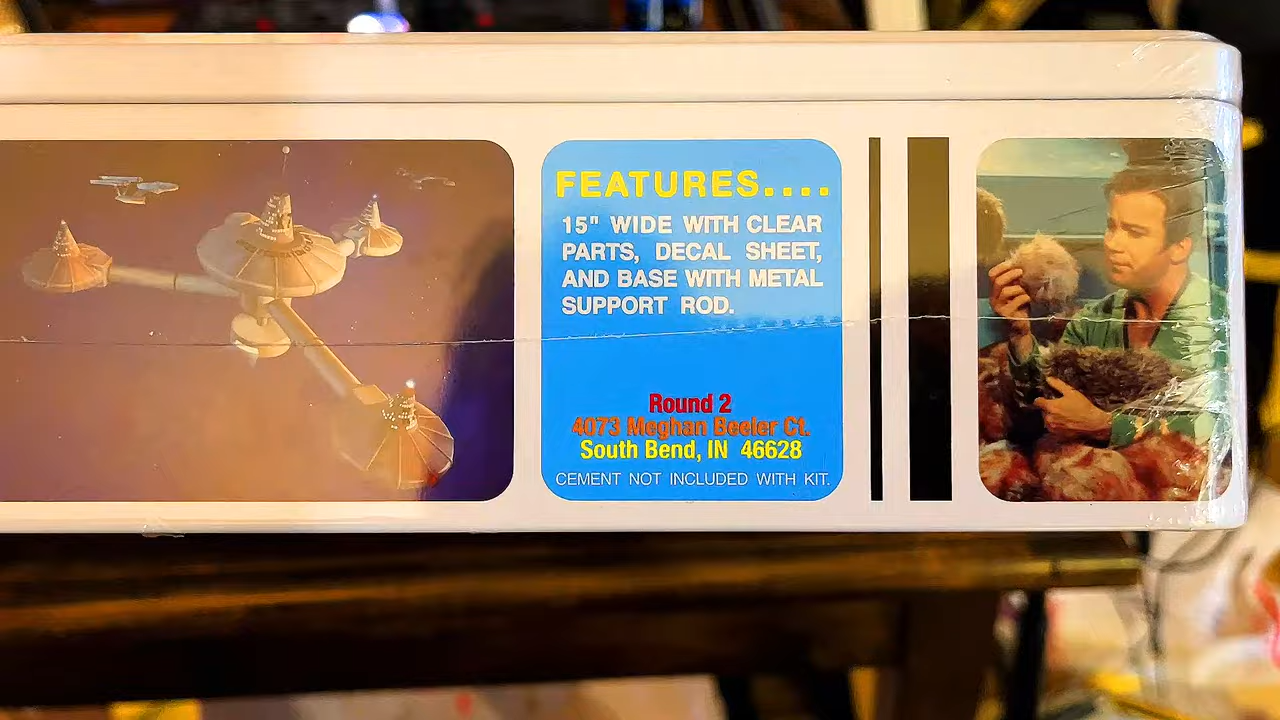 FEATURES....
15" WIDE WITH CLEAR
PARTS, DECAL SHEET,
AND BASE WITH METAL
SUPPORT ROD.
Round 2
4073 Meghan Beeler Ct.
South Bend, IN 46628
CEMENT NOT INCLUDED WITH KIT.